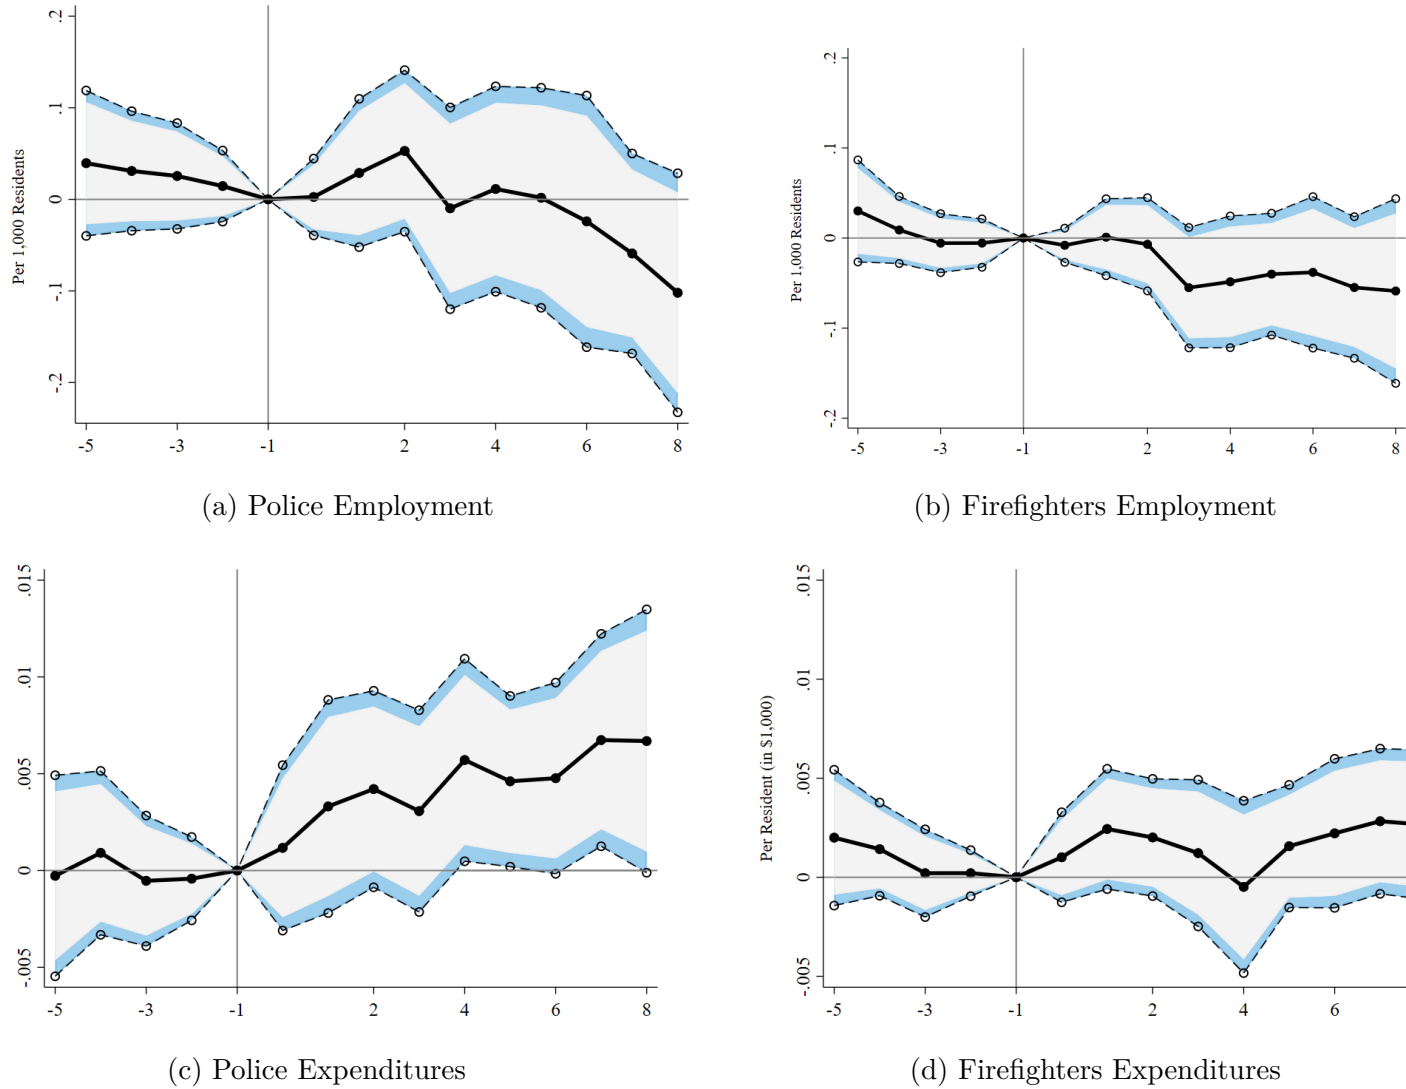 .2
.1
0
-.1
-.2
Per 1,000 Residents
-5 -3 -1 2 4 6 8
(a) Police Employment
.2
.1
0
-.1
-.2
Per 1,000 Residents
-5 -3 -1 2 4 6 8
(b) Firefighters Employment
.015
.01
.005
0
-.005
-5 -3 -1 2 4 6 8
(c) Police Expenditures
.015
.01
.005
0
-.005
Per Resident (in $1,000)
-5 -3 -1 2 4 6
(d) Firefighters Expenditures